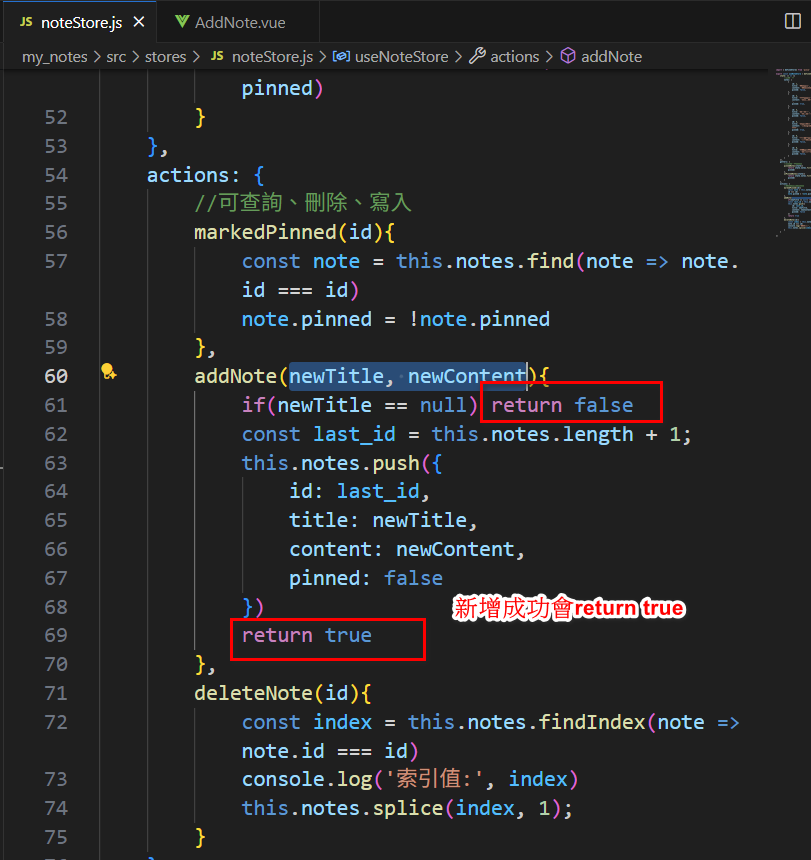 JS noteStore.js × AddNote.vue
my_notes > src > stores > JS noteStore.js > useNoteStore > actions > addNote
pinned)
52 }
53 },
54 actions: {
55 //可查詢、刪除、寫入
56 markedPinned(id){
57 const note = this.notes.find(note => note.
id === id)
58 note.pinned = !note.pinned
59 },
60 addNote(newTitle, newContent){
61 if(newTitle == null) return false
62 const last_id = this.notes.length + 1;
63 this.notes.push({
64 id: last_id,
65 title: newTitle,
66 content: newContent,
67 pinned: false
68 })
新增成功會return true
69 return true
70 },
71 deleteNote(id){
72 const index = this.notes.findIndex(note =>
note.id === id)
73 console.log('索引值:', index)
74 this.notes.splice(index, 1);
75 }